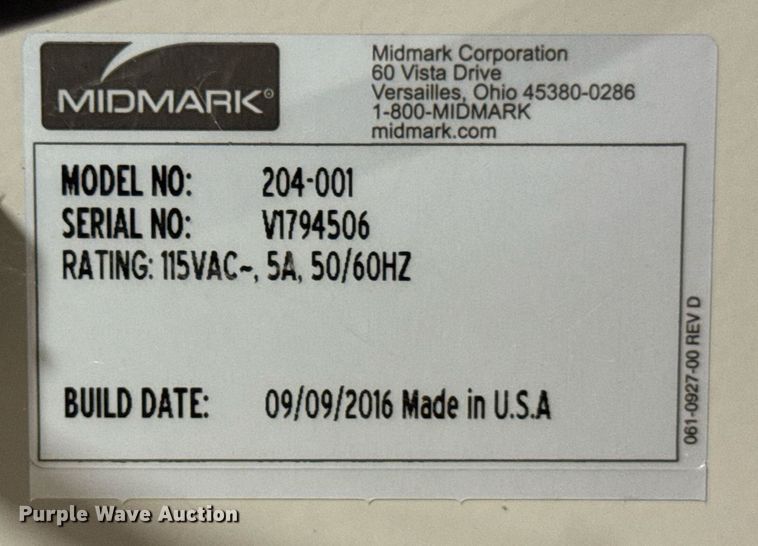 MIDMARK®
Midmark Corporation
60 Vista Drive
Versailles, Ohio 45380-0286
1-800-MIDMARK
midmark.com
MODEL NO: 204-001
SERIAL NO: V1794506
RATING: 115VAC~, 5A, 50/60HZ
BUILD DATE: 09/09/2016 Made in U.S.A
061-0927-00 REV D
Purple Wave Auction